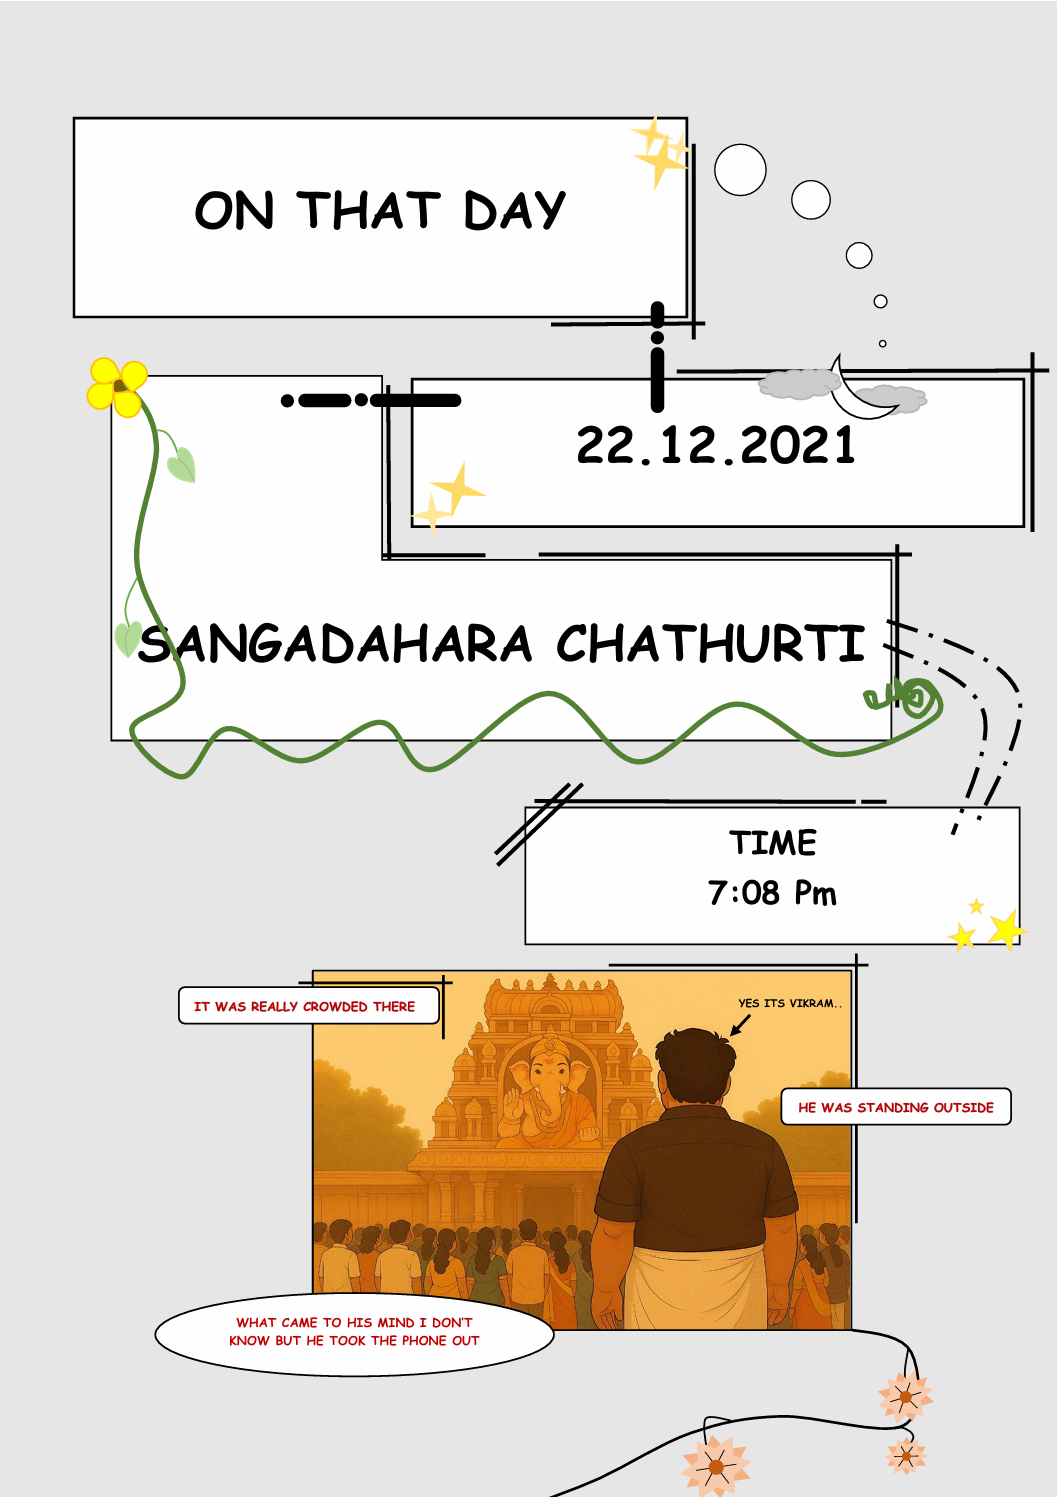 ON THAT DAY
22.12.2021
SANGADAHARA CHATHURTI
TIME
7:08 Pm
IT WAS REALLY CROWDED THERE
YES ITS VIKRAM..
HE WAS STANDING OUTSIDE
WHAT CAME TO HIS MIND I DON'T
KNOW BUT HE TOOK THE PHONE OUT